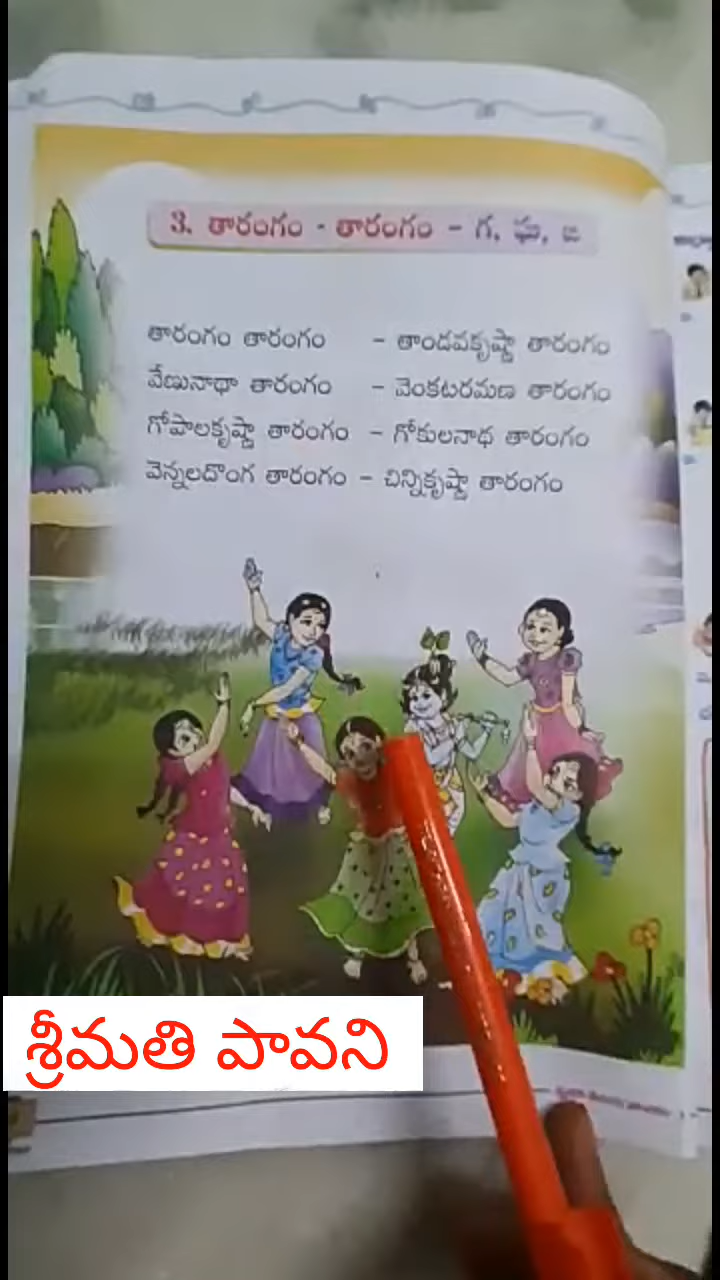 3. తారంగం - తారంగం – గ, ఘ, జ
తారంగం తారంగం – తాండవకృష్ణా తారంగం
వేణునాథా తారంగం – వెంకటరమణ తారంగం
గోపాలకృష్ణా తారంగం – గోకులనాథ తారంగం
వెన్నలదొంగ తారంగం – చిన్నికృష్ణా తారంగం
శ్రీమతి పావని